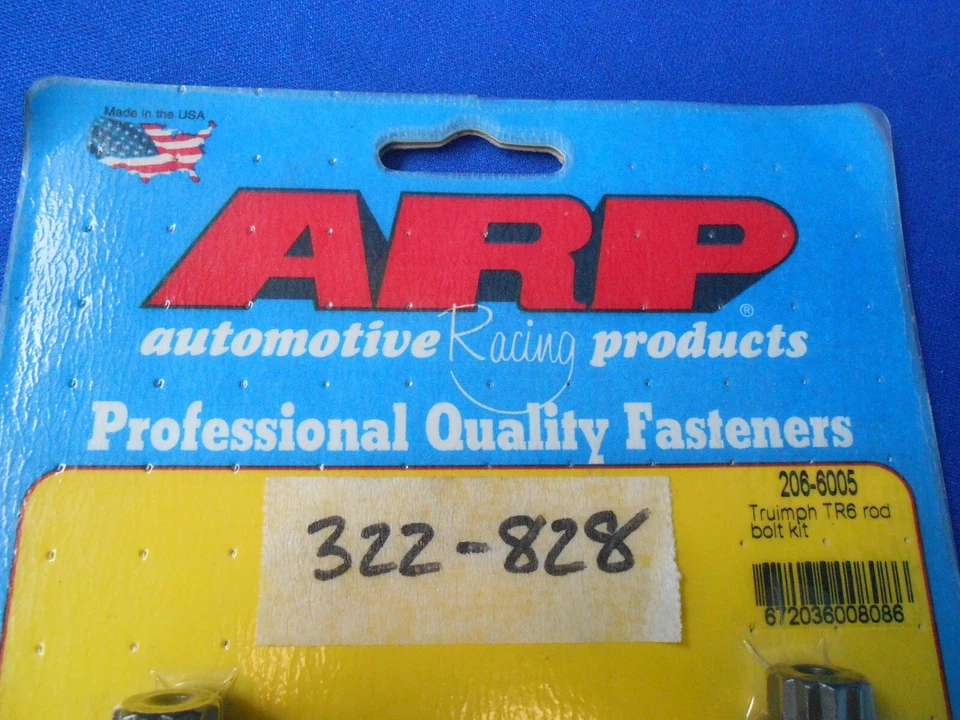 Made in the USA
ARP®
automotive Racing products
Professional Quality Fasteners
206-6005
Truimph TR6 rod
bolt kit
322-828
672036008086